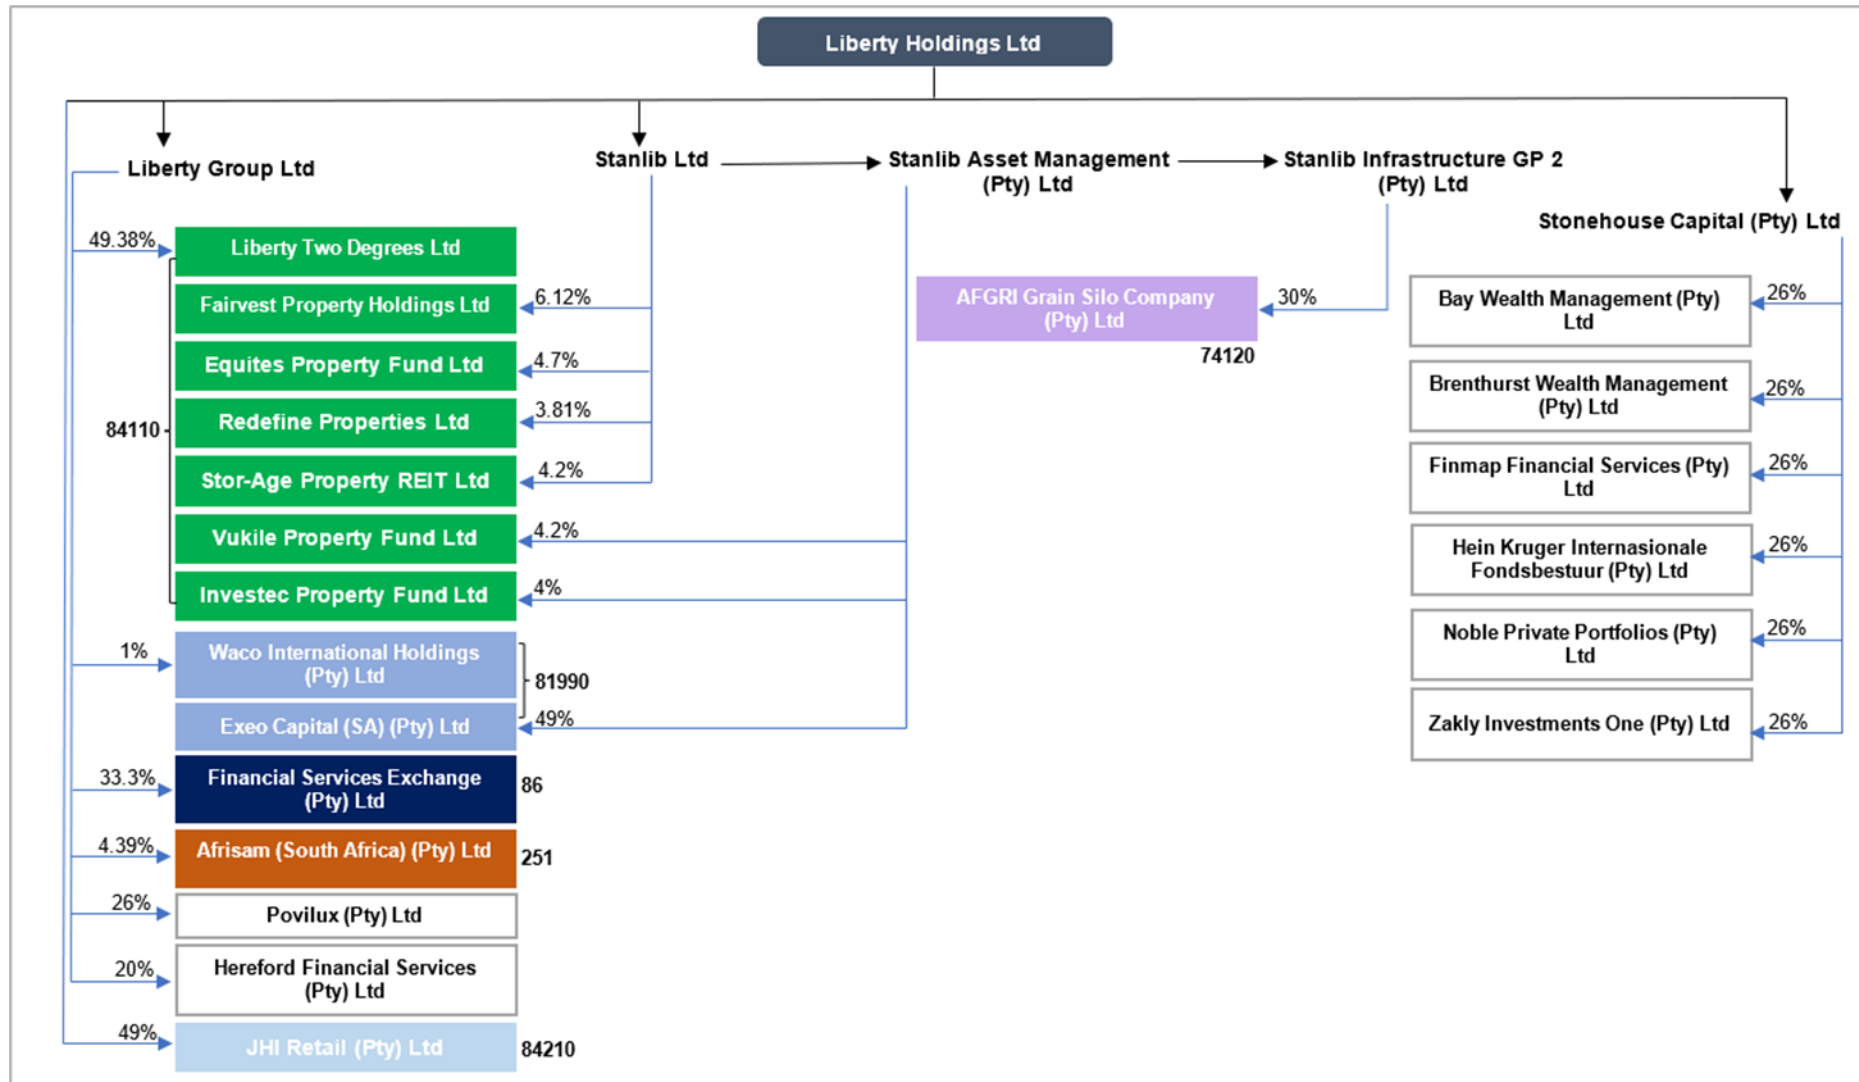 Liberty Holdings Ltd
Liberty Group Ltd
Stanlib Ltd
Stanlib Asset Management
(Pty) Ltd
Stanlib Infrastructure GP 2
(Pty) Ltd
Stonehouse Capital (Pty) Ltd
49.38%
Liberty Two Degrees Ltd
Fairvest Property Holdings Ltd
6.12%
Equites Property Fund Ltd
4.7%
Redefine Properties Ltd
3.81%
84110
Stor-Age Property REIT Ltd
4.2%
Vukile Property Fund Ltd
4.2%
Investec Property Fund Ltd
4%
1%
Waco International Holdings
(Pty) Ltd
81990
Exeo Capital (SA) (Pty) Ltd
49%
33.3%
Financial Services Exchange
(Pty) Ltd
86
4.39%
Afrisam (South Africa) (Pty) Ltd
251
26%
Povilux (Pty) Ltd
20%
Hereford Financial Services
(Pty) Ltd
49%
JHI Retail (Pty) Ltd
84210
AFGRI Grain Silo Company
(Pty) Ltd
30%
74120
Bay Wealth Management (Pty)
Ltd
26%
Brenthurst Wealth Management
(Pty) Ltd
26%
Finmap Financial Services (Pty)
Ltd
26%
Hein Kruger Internasionale
Fondsbestuur (Pty) Ltd
26%
Noble Private Portfolios (Pty)
Ltd
26%
Zakly Investments One (Pty) Ltd
26%